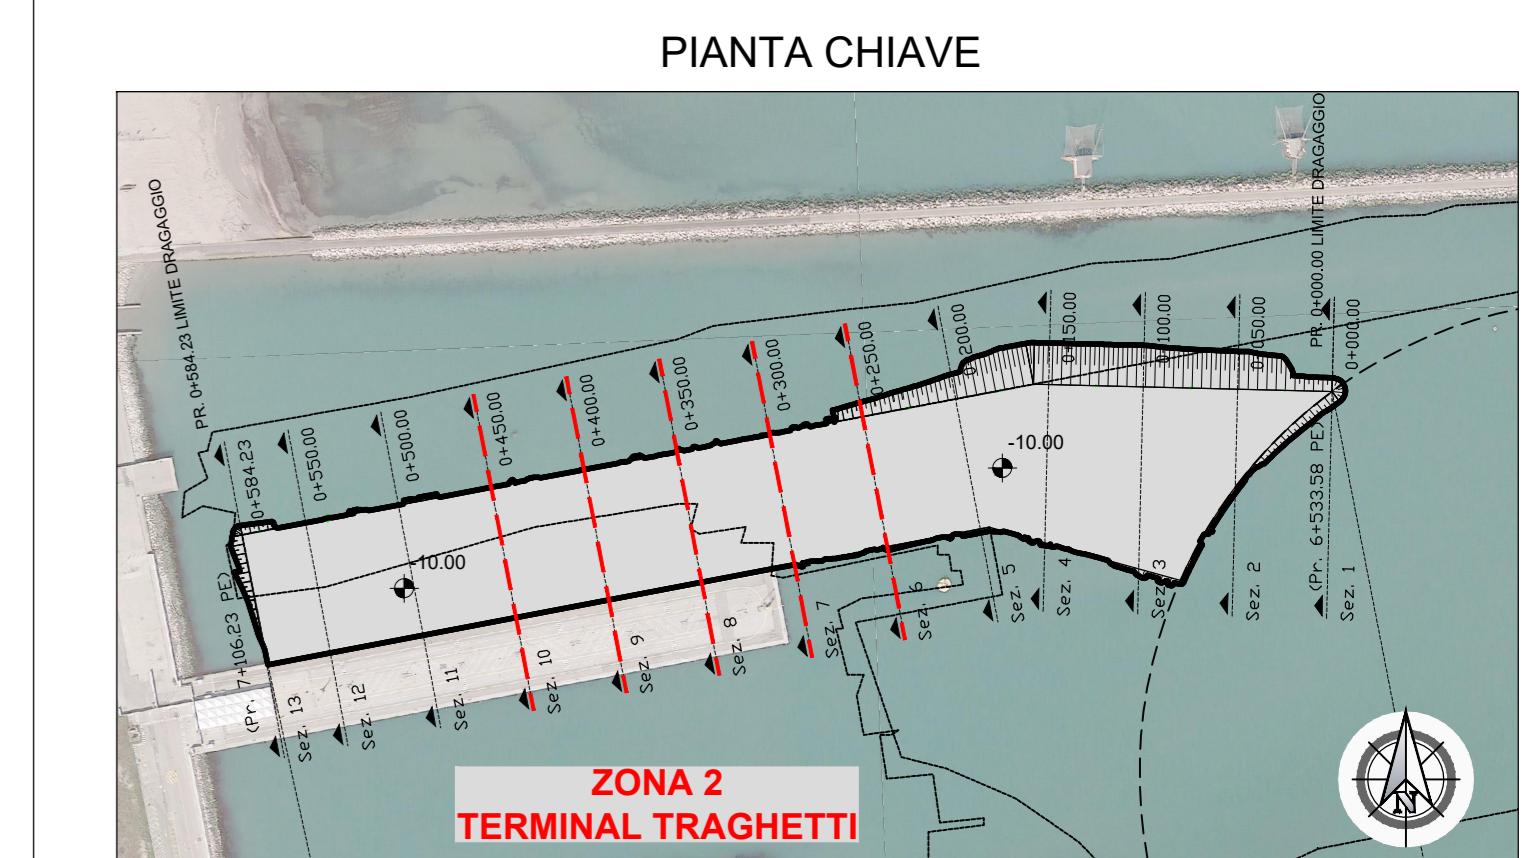 PIANTA CHIAVE
PR. 0+584.23 LIMITE DRAGAGGIO
PR. 0+000.00 LIMITE DRAGAGGIO
0+584.23
0+550.00
0+500.00
0+450.00
0+400.00
0+350.00
0+300.00
0+250.00
0+200.00
0+150.00
0+100.00
0+050.00
0+000.00
-10.00
-10.00
(Pr. 7+106.23 PE)
(Pr. 6+533.58 PE)
Sez. 13
Sez. 12
Sez. 11
Sez. 10
Sez. 9
Sez. 8
Sez. 7
Sez. 6
Sez. 5
Sez. 4
Sez. 3
Sez. 2
Sez. 1
ZONA 2
TERMINAL TRAGHETTI
N